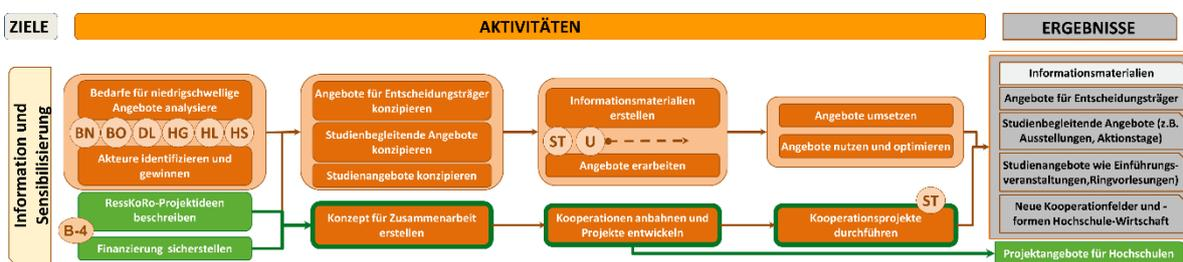 ZIELE
AKTIVITÄTEN
ERGEBNISSE
Information und
Sensibilisierung
Bedarfe für niedrigschwellige
Angebote analysiere
BN BO DL HG HL HS
Akteure identifizieren und
gewinnen
RessKoRo-Projektideen
beschreiben
B-4
Finanzierung sicherstellen
Angebote für Entscheidungsträger
konzipieren
Studienbegleitende Angebote
konzipieren
Studienangebote konzipieren
Konzept für Zusammenarbeit
erstellen
Informationsmaterialien
erstellen
ST U
Angebote erarbeiten
Kooperationen anbahnen und
Projekte entwickeln
Angebote umsetzen
Angebote nutzen und optimieren
ST
Kooperationsprojekte
durchführen
Informationsmaterialien
Angebote für Entscheidungsträger
Studienbegleitende Angebote (z.B.
Ausstellungen, Aktionstage)
Studienangebote wie Einführungs-
veranstaltungen,Ringvorlesungen)
Neue Kooperationfelder und -
formen Hochschule-Wirtschaft
Projektangebote für Hochschulen